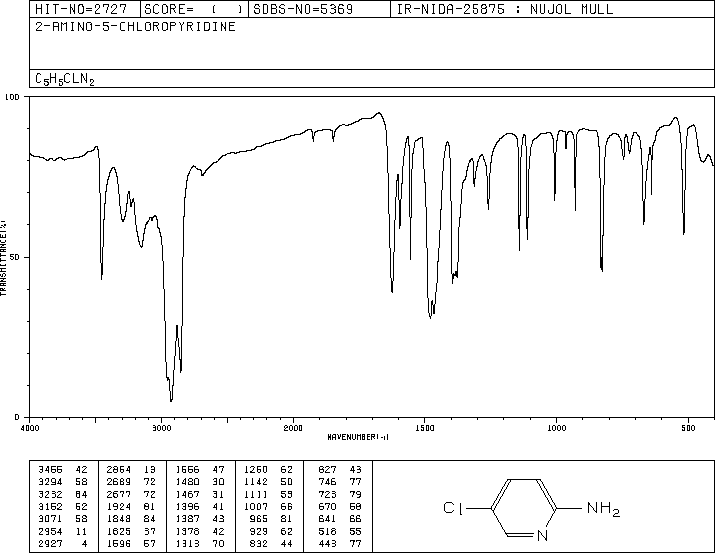 HIT-NO=2727 SCORE= ( ) SDBS-NO=5369 IR-NIDA-25875 : NUJOL MULL
2-AMINO-5-CHLOROPYRIDINE
C5H5CLN2
100
50
0
TRANSMITTANCE(%)
4000 3000 2000 1500 1000 500
WAVENUMBER(-1)
3455 42 2854 13 1556 47 1260 62 827 43
3294 58 2689 72 1480 30 1142 50 746 77
3232 64 2677 72 1467 31 1111 53 723 79
3152 52 1924 81 1396 41 1007 66 670 58
3071 58 1848 84 1387 43 965 81 641 66
2954 11 1625 37 1378 42 929 62 518 55
2927 4 1596 57 1313 70 832 44 443 77
Cl
N
NH2